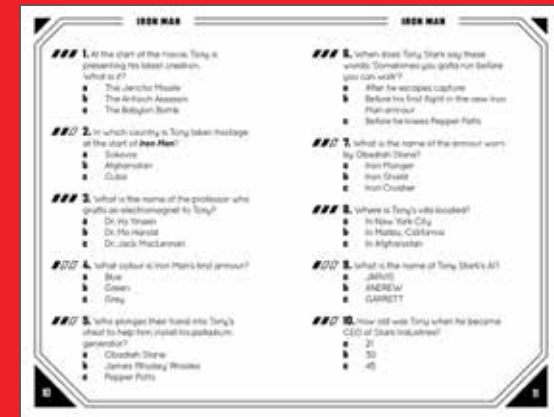 IRON MAN
1. At the start of the movie, Tony is
presenting his latest creation.
What is it?
a The Jericho Missile
b The Antioch Assassin
c The Babylon Bomb
2. In which country is Tony taken hostage
at the start of Iron Man?
a Sokovia
b Afghanistan
c Cuba
3. What is the name of the professor who
grafts an electromagnet to Tony?
a Dr. Ho Yinsen
b Dr. Mo Harold
c Dr. Jack MacLennan
4. What colour is Iron Man's first armour?
a Blue
b Green
c Grey
5. Who plunges their hand into Tony's
chest to help him install his palladium
generator?
a Obadiah Stane
b James 'Rhodey' Rhodes
c Pepper Potts
10
IRON MAN
6. When does Tony Stark say these
words: 'Sometimes you gotta run before
you can walk'?
a After he escapes capture
b Before his first flight in the new Iron
Man armour
c Before he kisses Pepper Potts
7. What is the name of the armour worn
by Obadiah Stane?
a Iron Monger
b Iron Shield
c Iron Crusher
8. Where is Tony's villa located?
a In New York City
b In Malibu, California
c In Afghanistan
9. What is the name of Tony Stark's AI?
a JARVIS
b ANDREW
c GARRETT
10. How old was Tony when he became
CEO of Stark Industries?
a 21
b 30
c 45
11